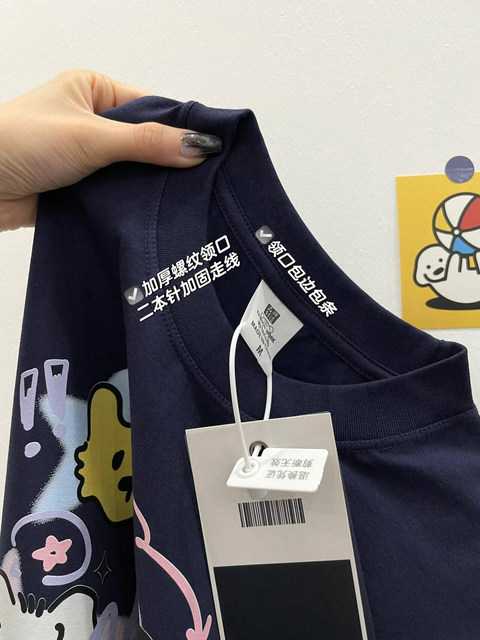 加厚螺纹领口
二本针加固走线
领口包边包条
M
退换凭证
剪断无效
!!